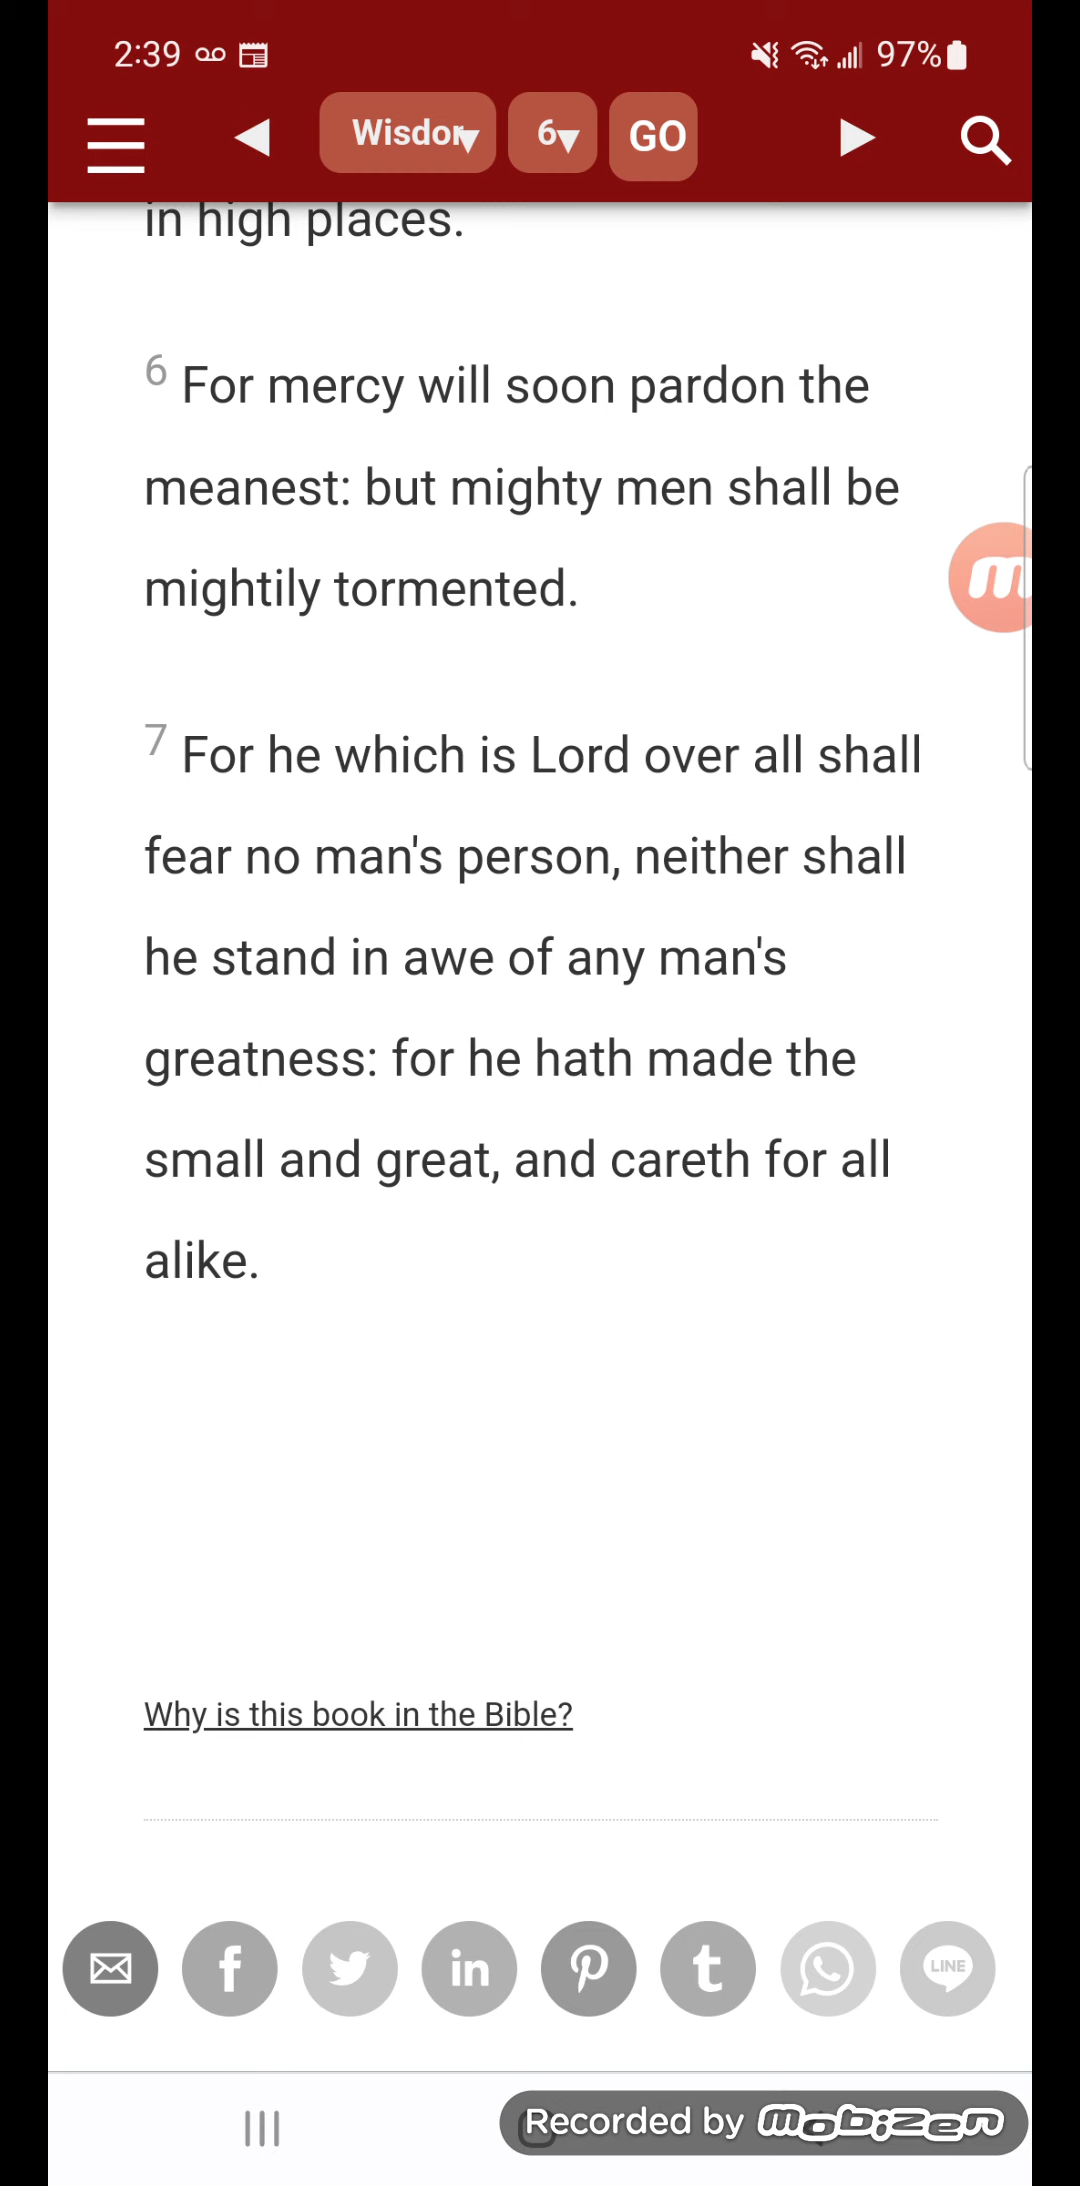 2:39 97%
Wisdor 6 GO
in high places.
6 For mercy will soon pardon the
meanest: but mighty men shall be
mightily tormented.
7 For he which is Lord over all shall
fear no man's person, neither shall
he stand in awe of any man's
greatness: for he hath made the
small and great, and careth for all
alike.
Why is this book in the Bible?
LINE
Recorded by mobizen